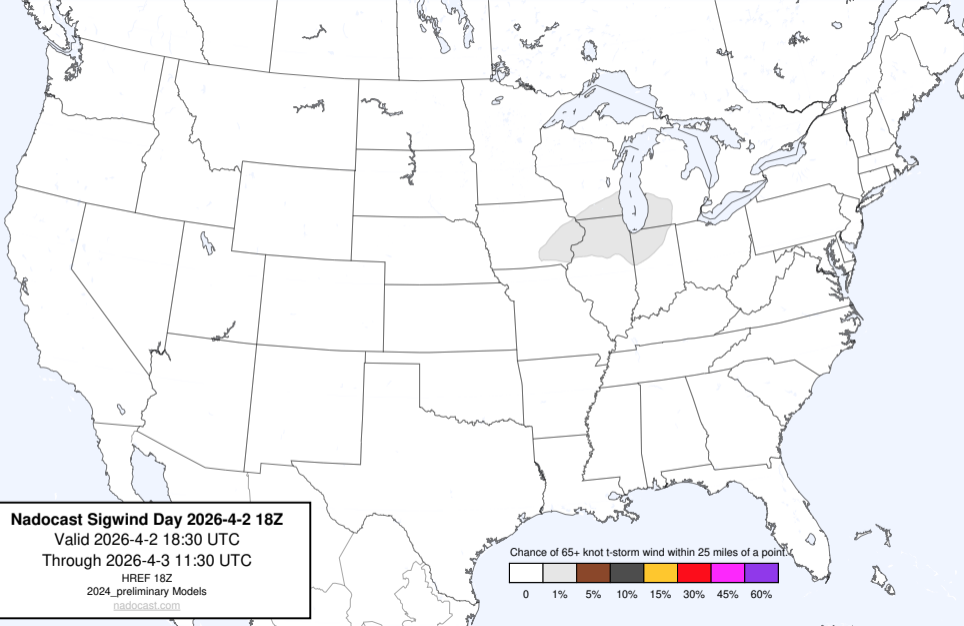 Nadocast Sigwind Day 2026-4-2 18Z
Valid 2026-4-2 18:30 UTC
Through 2026-4-3 11:30 UTC
HREF 18Z
2024_preliminary Models
nadocast.com
Chance of 65+ knot t-storm wind within 25 miles of a point.
0 1% 5% 10% 15% 30% 45% 60%